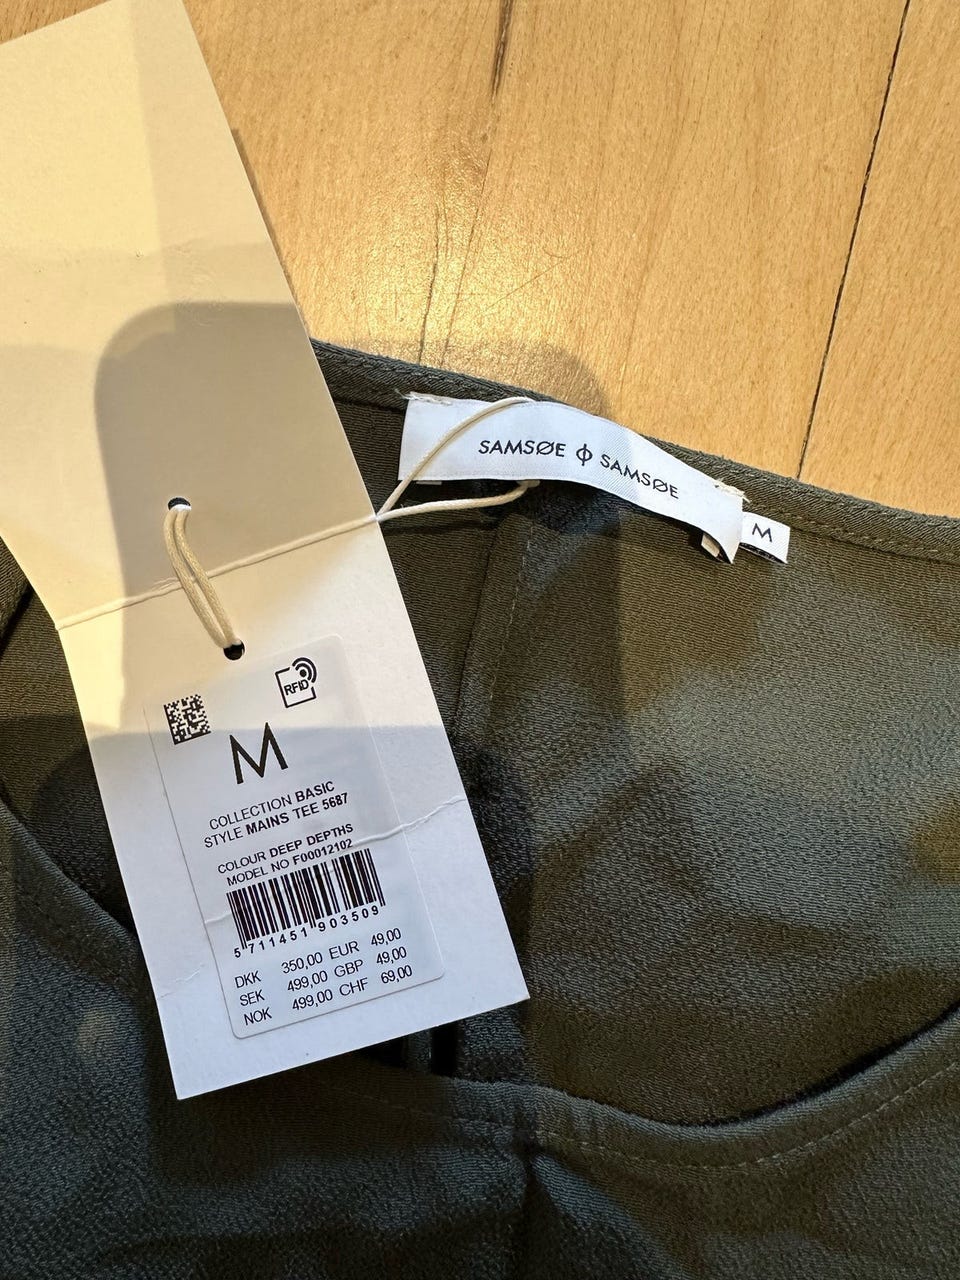 SAMSØE Φ SAMSØE
M
RFID
M
COLLECTION BASIC
STYLE MAINS TEE 5687
COLOUR DEEP DEPTHS
MODEL NO F00012102
5 711451 903509
DKK 350,00 EUR 49,00
SEK 499,00 GBP 49,00
NOK 499,00 CHF 69,00